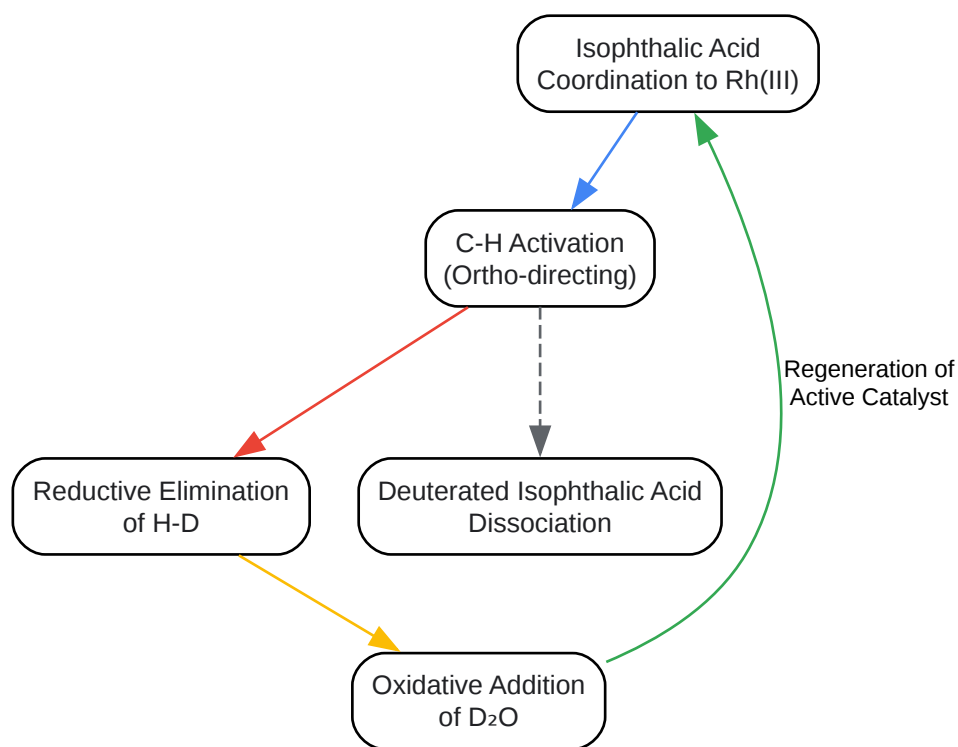 Isophthalic Acid
Coordination to Rh(III)
C-H Activation
(Ortho-directing)
Regeneration of
Active Catalyst
Reductive Elimination
of H-D
Deuterated Isophthalic Acid
Dissociation
Oxidative Addition
of D₂O